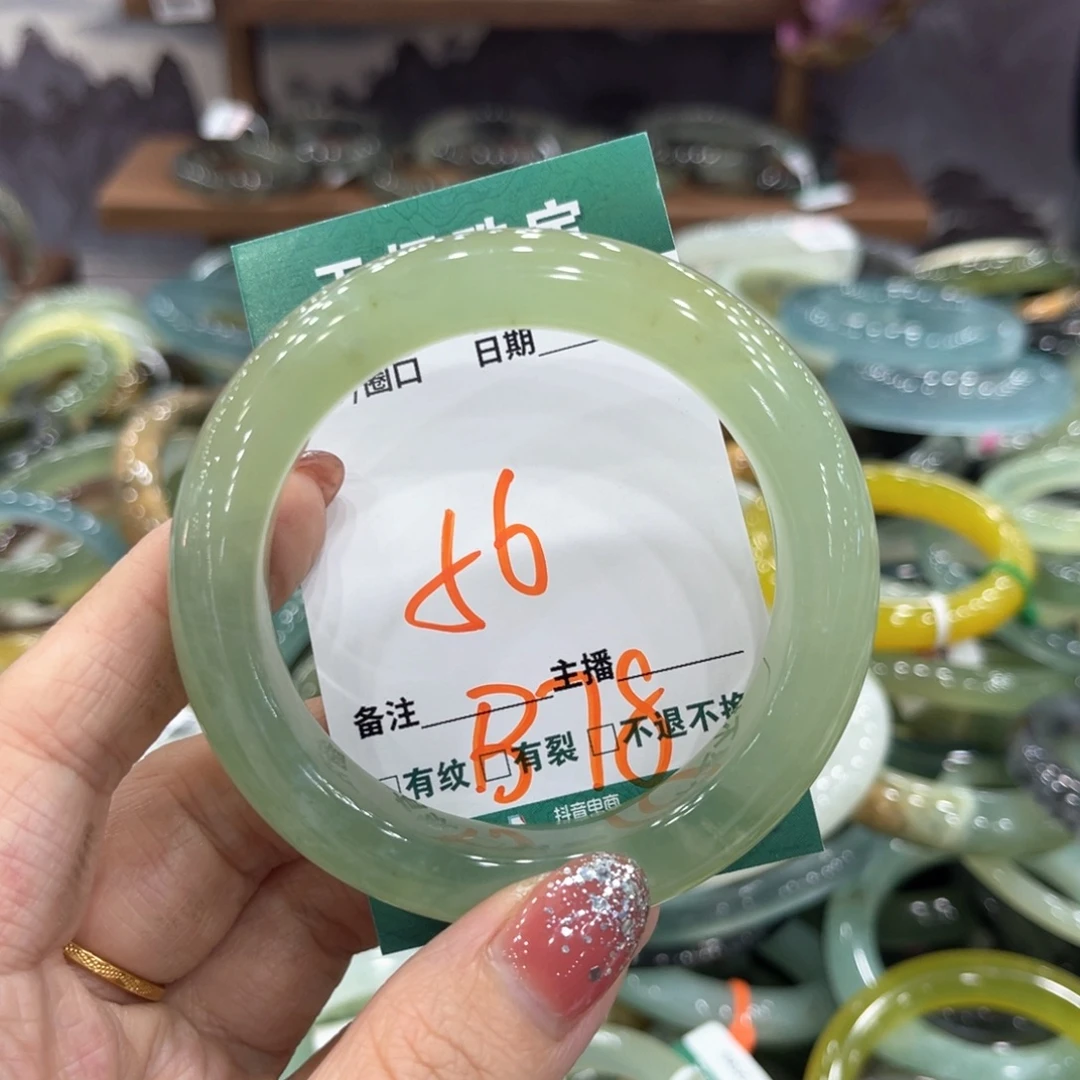 圈口 日期
56
备注 主播
B78
有纹 有裂 不退不换
抖音电商